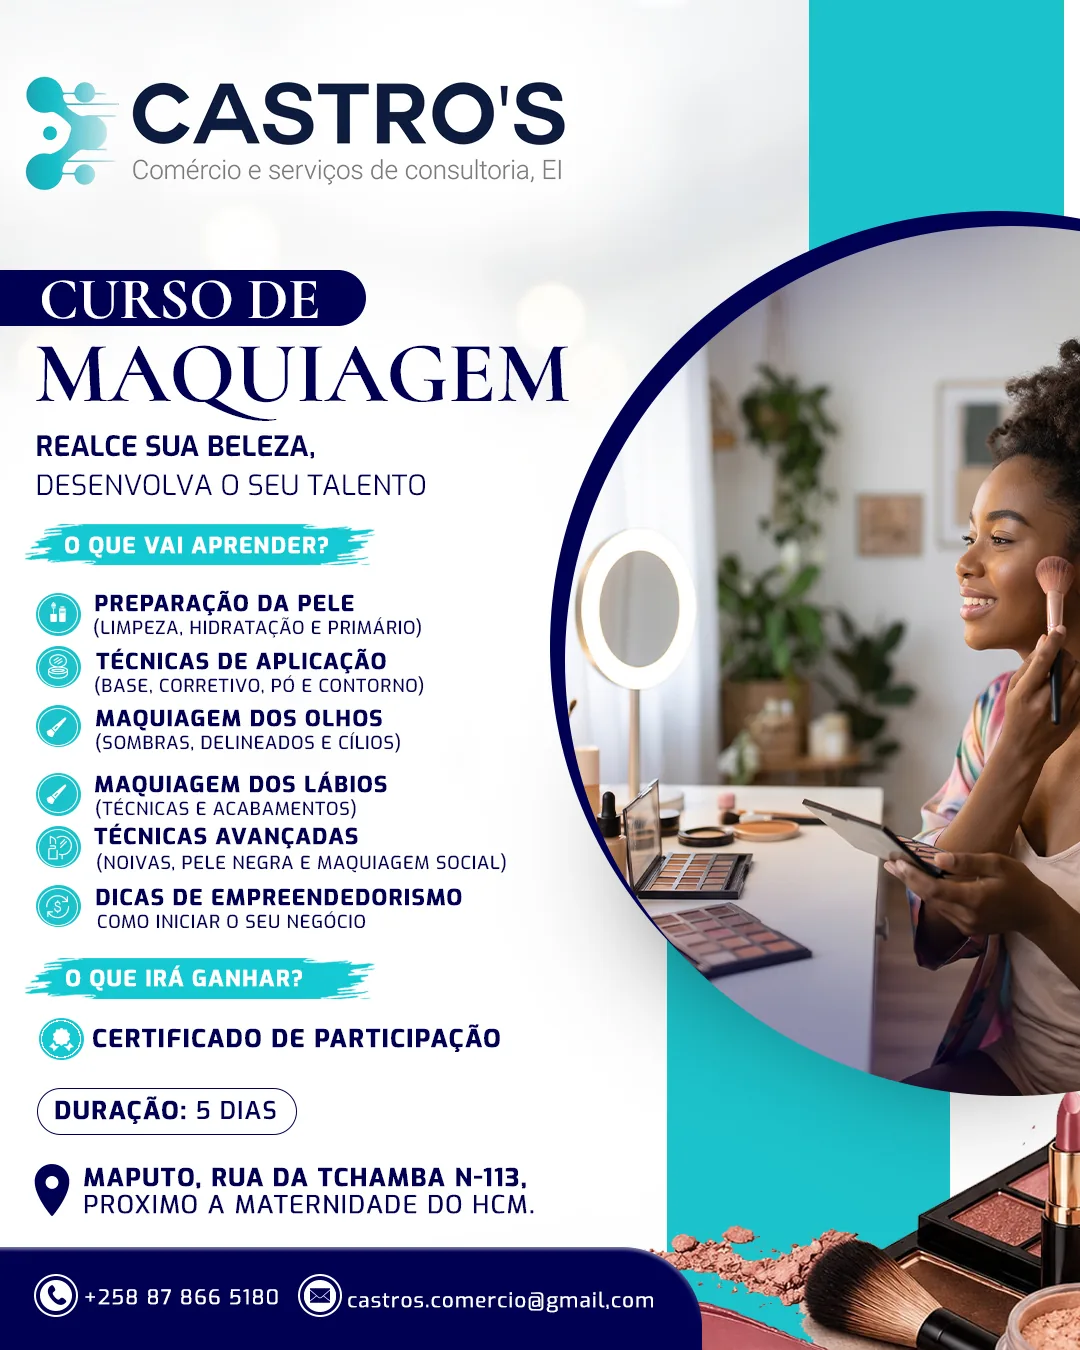 CASTRO'S
Comércio e serviços de consultoria, EI
CURSO DE
MAQUIAGEM
REALCE SUA BELEZA,
DESENVOLVA O SEU TALENTO
O QUE VAI APRENDER?
PREPARAÇÃO DA PELE
(LIMPEZA, HIDRATAÇÃO E PRIMÁRIO)
TÉCNICAS DE APLICAÇÃO
(BASE, CORRETIVO, PÓ E CONTORNO)
MAQUIAGEM DOS OLHOS
(SOMBRAS, DELINEADOS E CÍLIOS)
MAQUIAGEM DOS LÁBIOS
(TÉCNICAS E ACABAMENTOS)
TÉCNICAS AVANÇADAS
(NOIVAS, PELE NEGRA E MAQUIAGEM SOCIAL)
DICAS DE EMPREENDEDORISMO
COMO INICIAR O SEU NEGÓCIO
O QUE IRÁ GANHAR?
CERTIFICADO DE PARTICIPAÇÃO
DURAÇÃO: 5 DIAS
MAPUTO, RUA DA TCHAMBA N-113,
PROXIMO A MATERNIDADE DO HCM.
+258 87 866 5180
castros.comercio@gmail,com